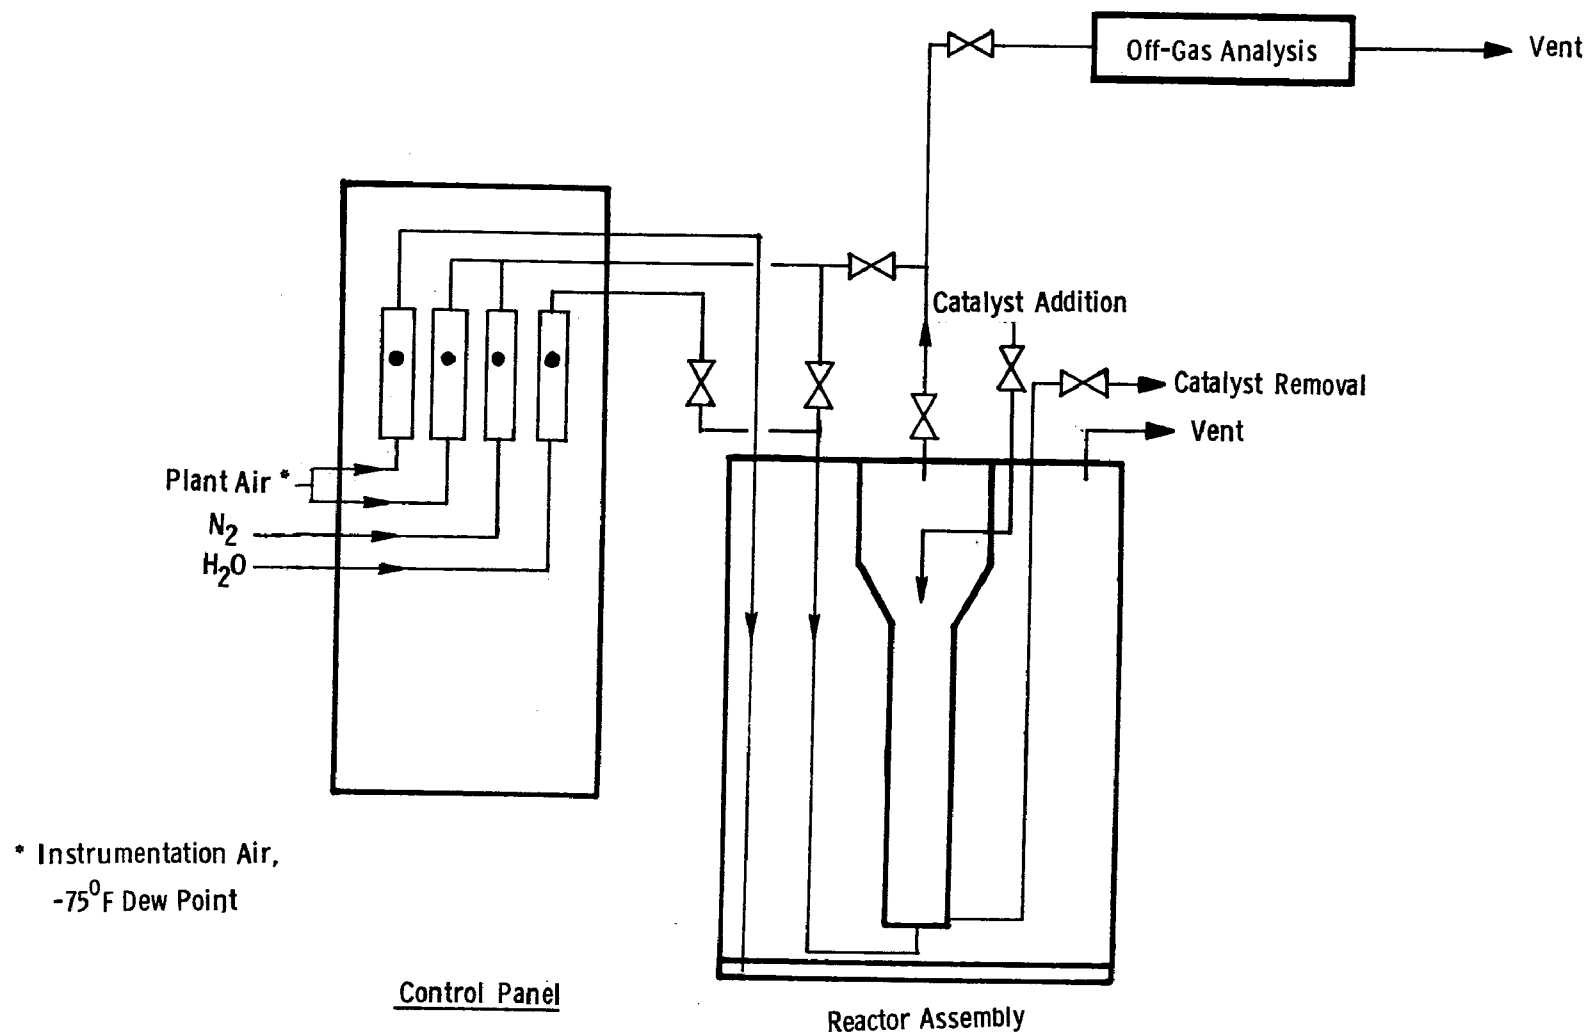 Off-Gas Analysis
Vent
Catalyst Addition
Catalyst Removal
Vent
Plant Air *
N2
H2O
* Instrumentation Air,
-75°F Dew Point
Control Panel
Reactor Assembly